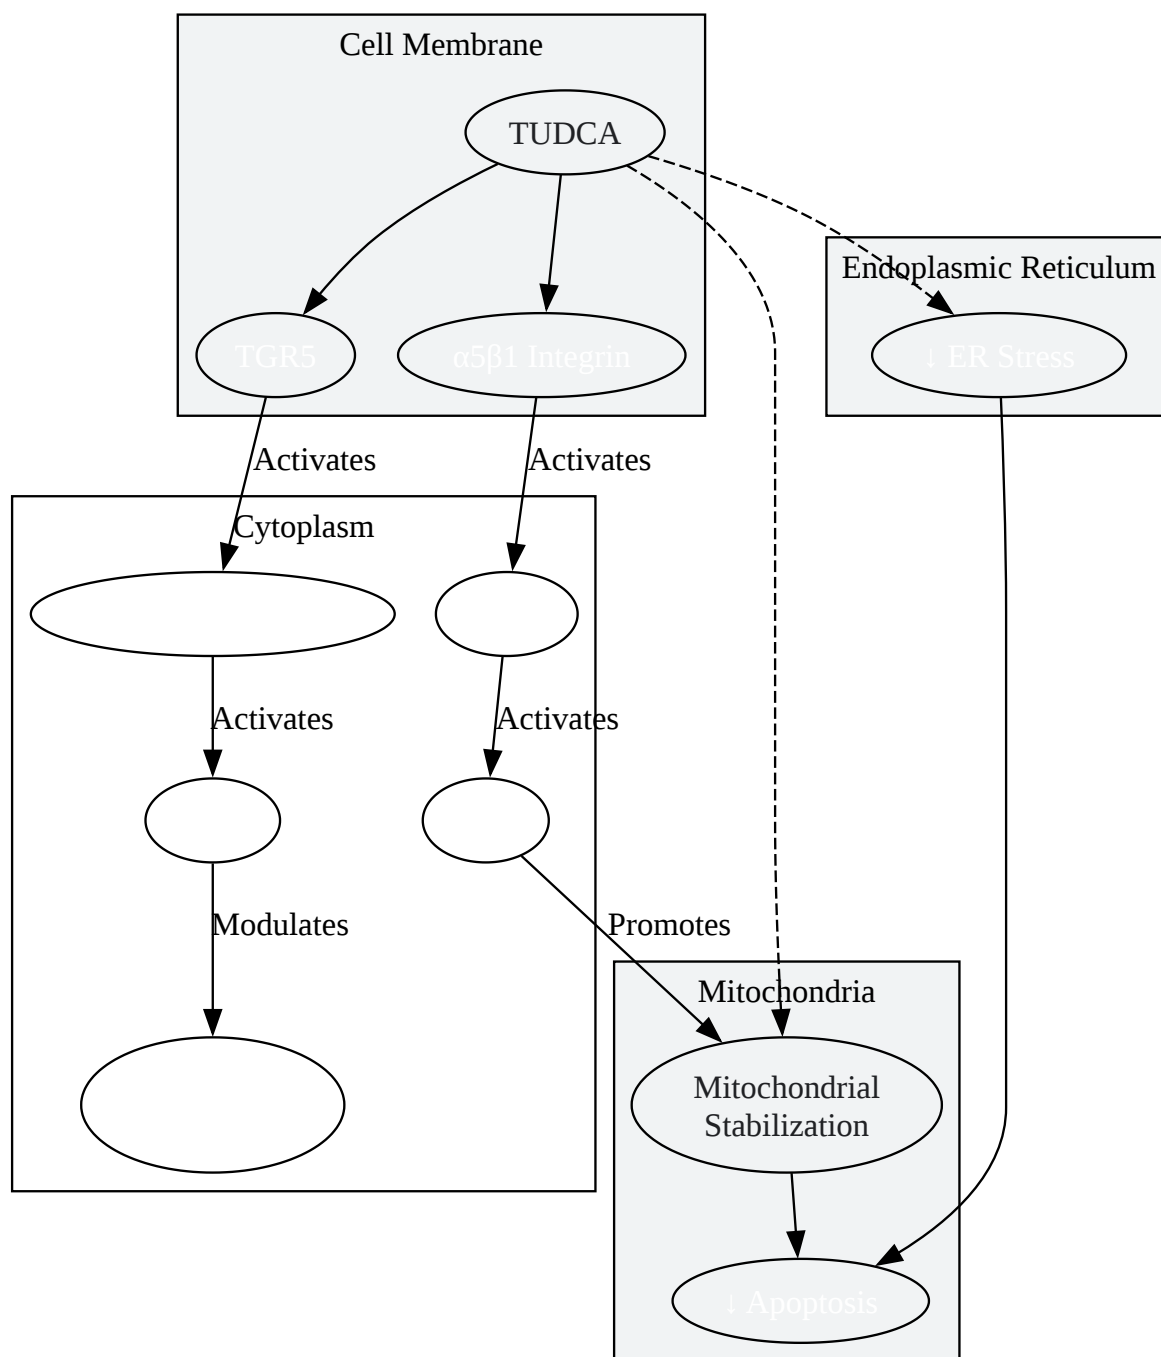 Cell Membrane
TUDCA
Endoplasmic Reticulum
TGR5
α5β1 Integrin
↓ ER Stress
Activates
Activates
Cytoplasm
Activates
Activates
Modulates
Promotes
Mitochondria
Mitochondrial
Stabilization
↓ Apoptosis